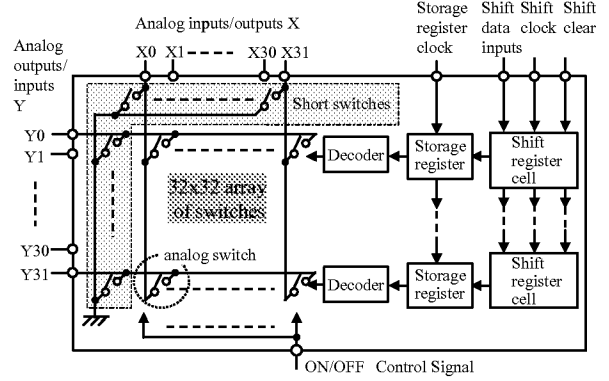 Analog inputs/outputs X
Storage
register
clock
Shift
data
inputs
Shift
clock
Shift
clear
Analog
outputs/
inputs
Y
X0 X1 X30 X31
Short switches
Y0
Y1
Y30
Y31
32x32 array
of switches
analog switch
Decoder
Storage
register
Shift
register
cell
Decoder
Storage
register
Shift
register
cell
ON/OFF Control Signal